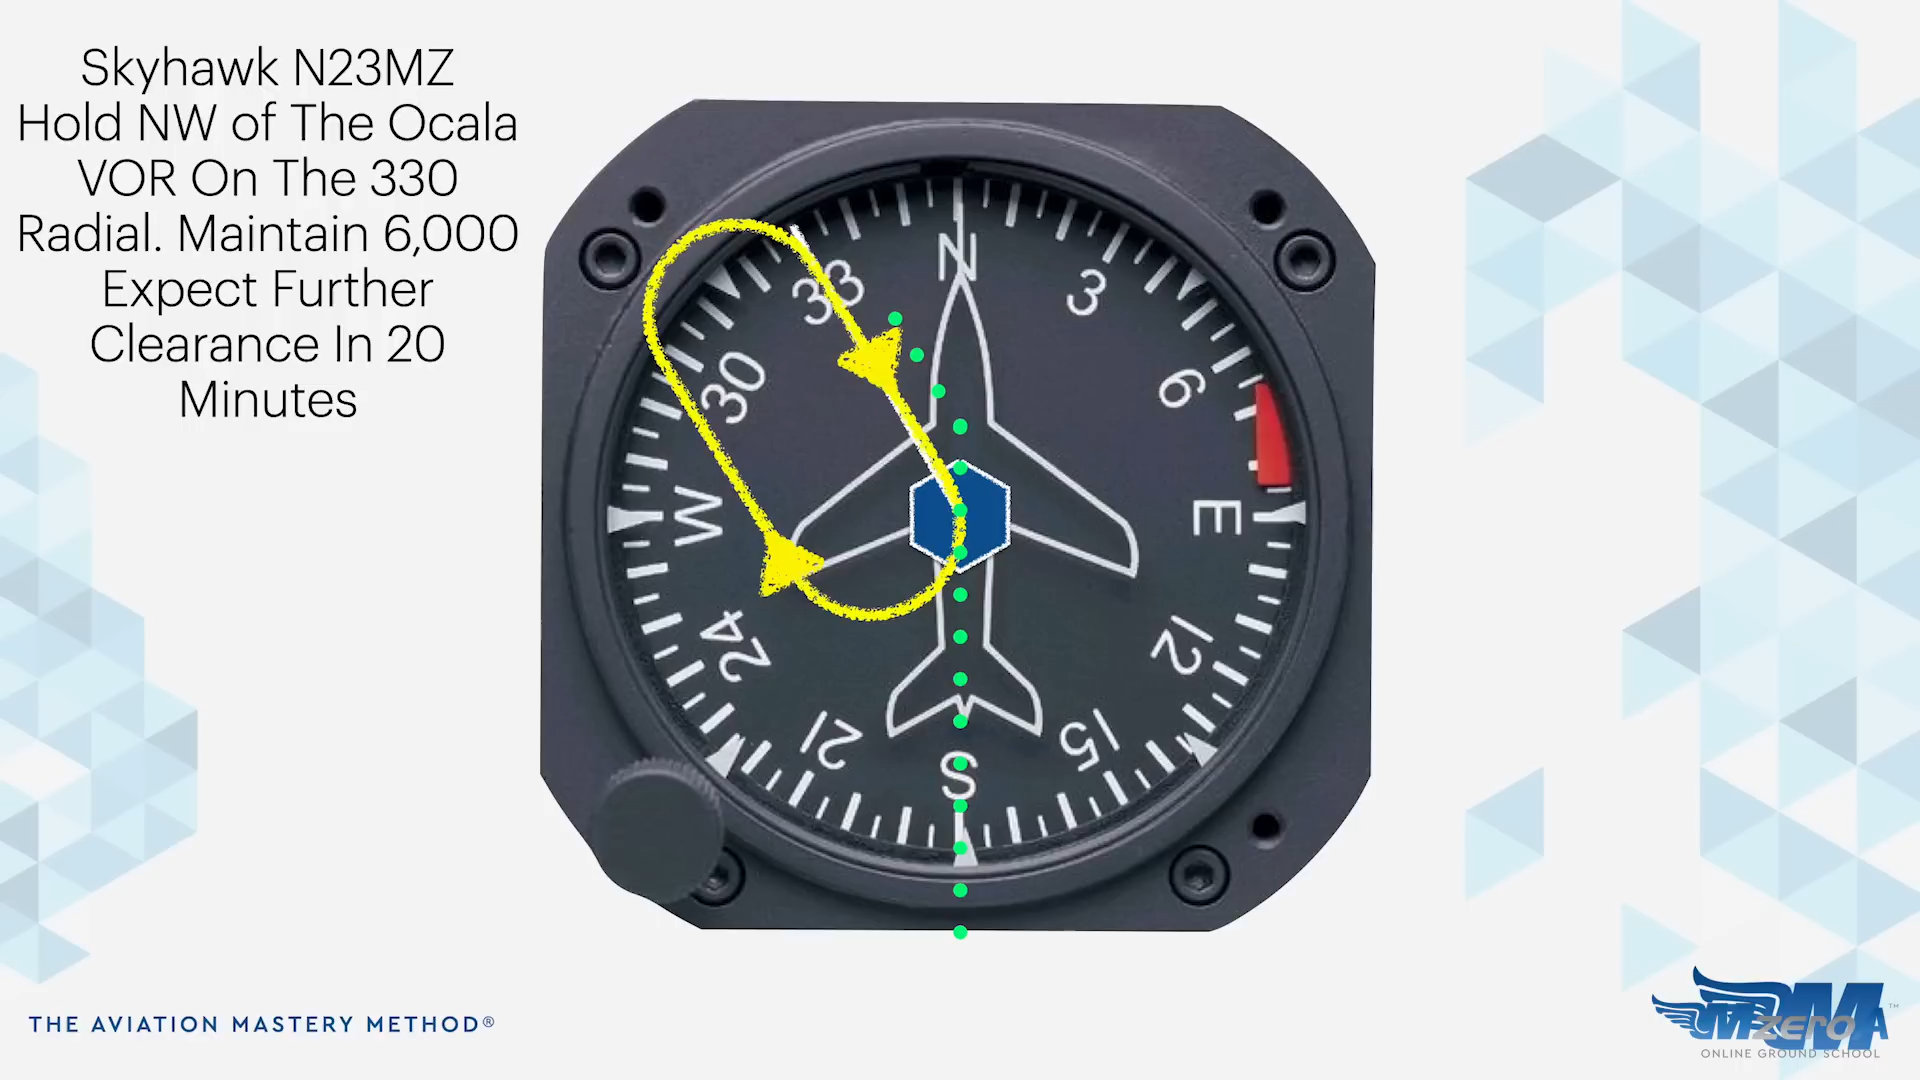 Skyhawk N23MZ
Hold NW of The Ocala
VOR On The 330
Radial. Maintain 6,000
Expect Further
Clearance In 20
Minutes
N
33
3
30
6
W
E
24
12
21
15
S
THE AVIATION MASTERY METHOD®
MzeroA™
ONLINE GROUND SCHOOL